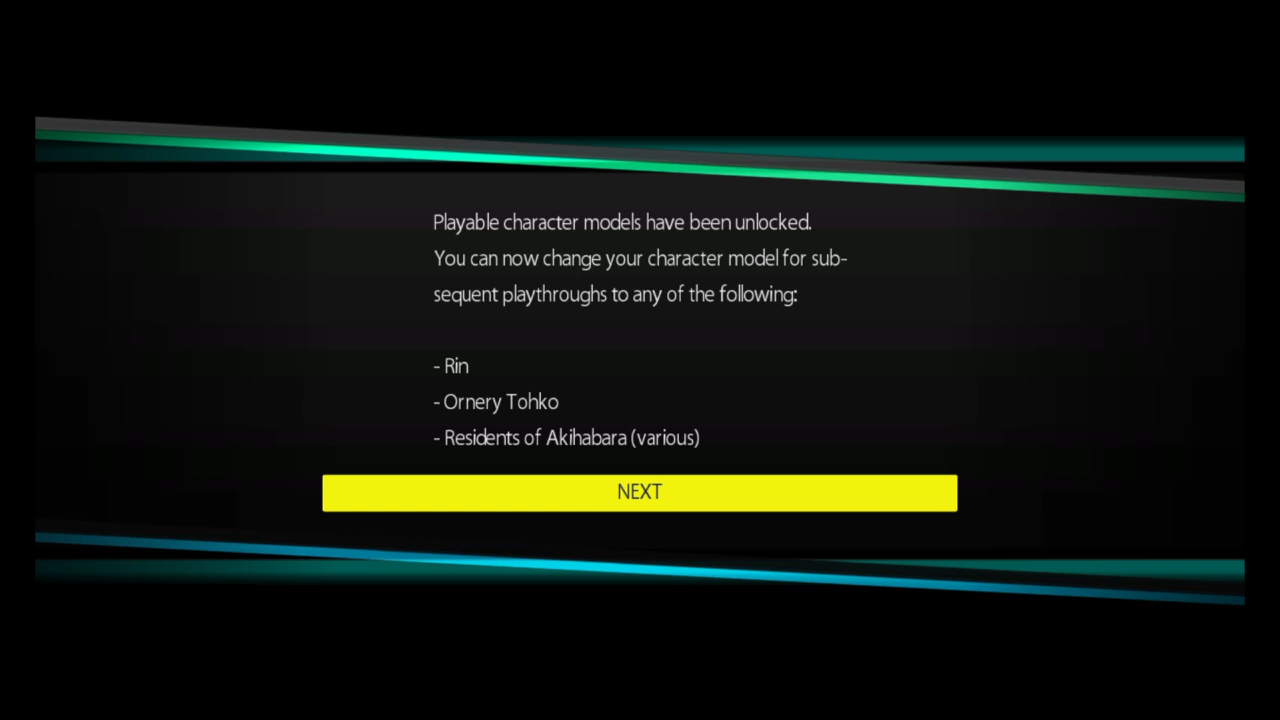 Playable character models have been unlocked.
You can now change your character model for sub-
sequent playthroughs to any of the following:
- Rin
- Ornery Tohko
- Residents of Akihabara (various)
NEXT